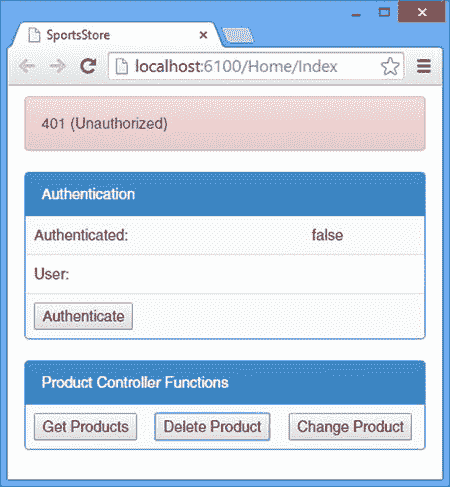 SportsStore
localhost:6100/Home/Index
401 (Unauthorized)
Authentication
Authenticated: false
User:
Authenticate
Product Controller Functions
Get Products Delete Product Change Product